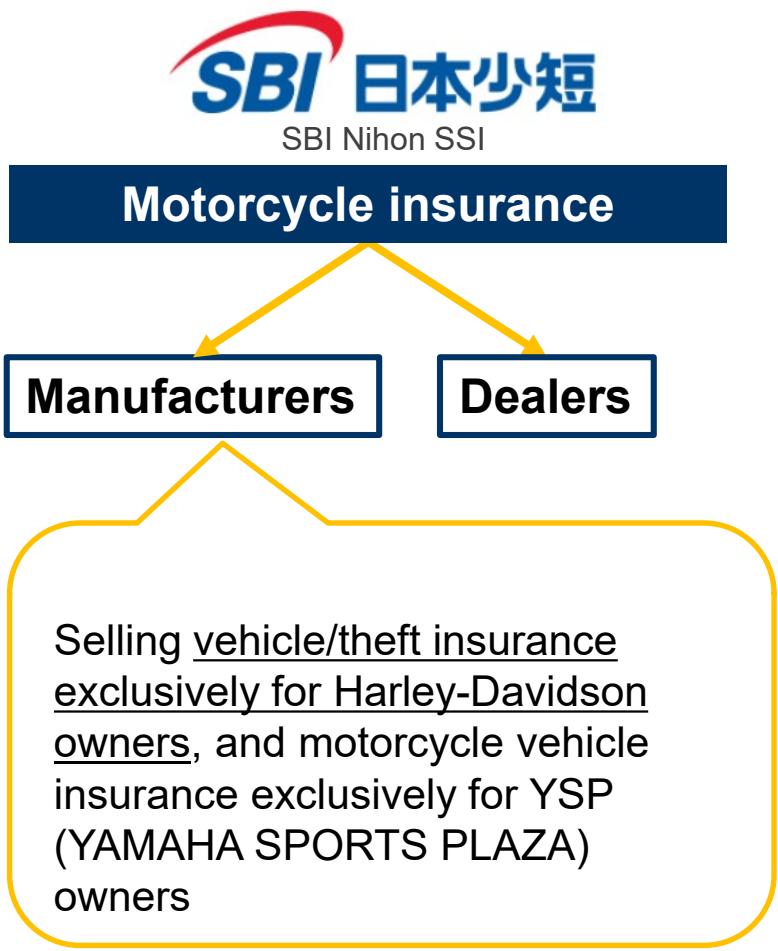 SBI 日本少短
SBI Nihon SSI
Motorcycle insurance
Manufacturers
Dealers
Selling vehicle/theft insurance
exclusively for Harley-Davidson
owners, and motorcycle vehicle
insurance exclusively for YSP
(YAMAHA SPORTS PLAZA)
owners